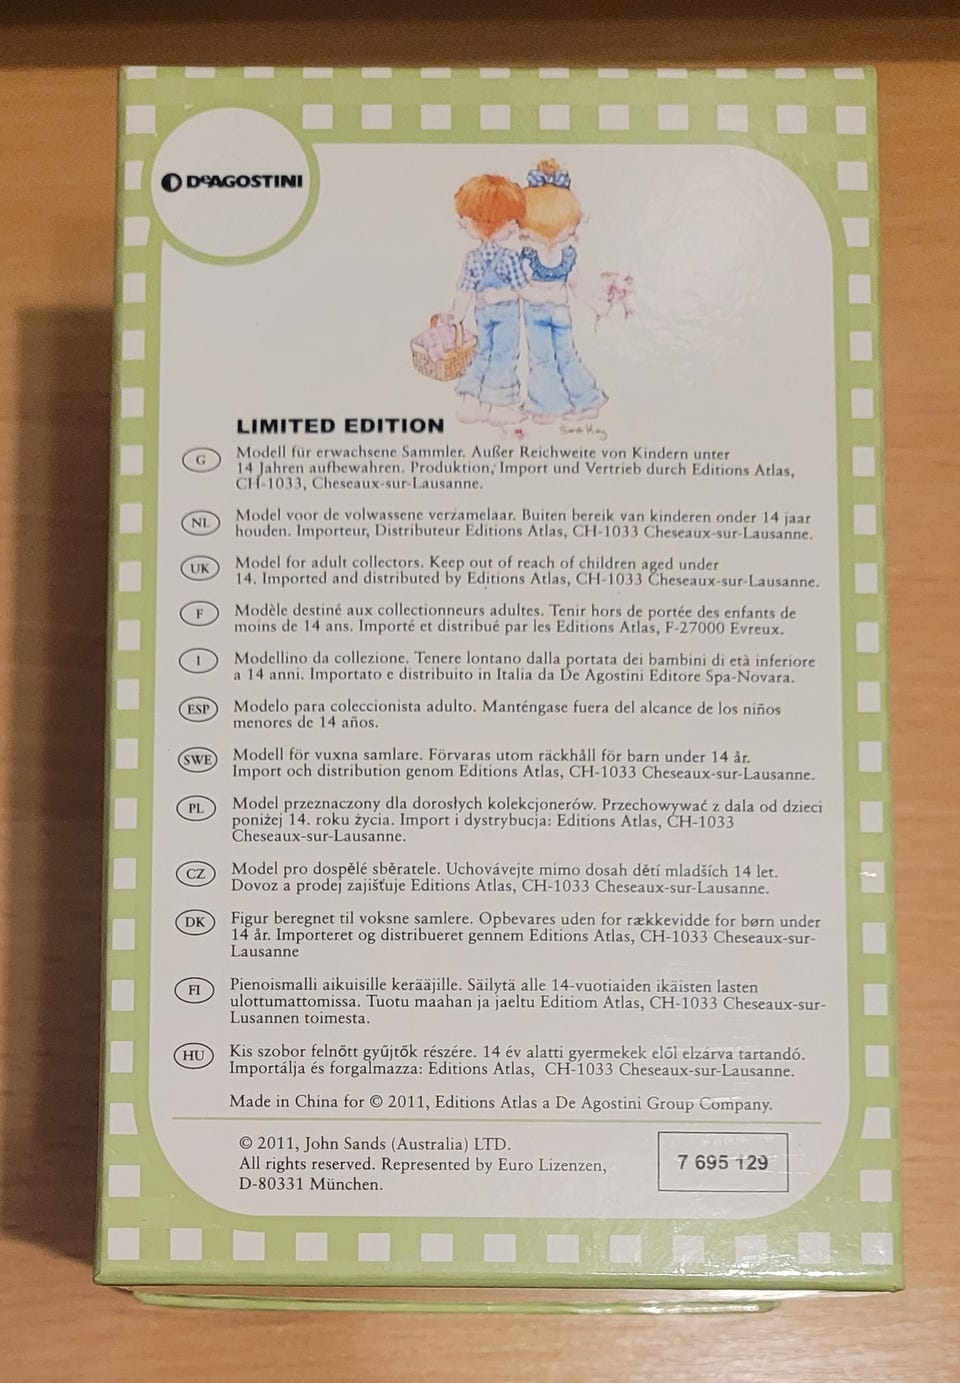 DeAGOSTINI
Sarah Kay
LIMITED EDITION
G
Modell für erwachsene Sammler. Außer Reichweite von Kindern unter
14 Jahren aufbewahren. Produktion, Import und Vertrieb durch Editions Atlas,
CH-1033, Cheseaux-sur-Lausanne.
NL
Model voor de volwassene verzamelaar. Buiten bereik van kinderen onder 14 jaar
houden. Importeur, Distributeur Editions Atlas, CH-1033 Cheseaux-sur-Lausanne.
UK
Model for adult collectors. Keep out of reach of children aged under
14. Imported and distributed by Editions Atlas, CH-1033 Cheseaux-sur-Lausanne.
F
Modèle destiné aux collectionneurs adultes. Tenir hors de portée des enfants de
moins de 14 ans. Importé et distribué par les Editions Atlas, F-27000 Evreux.
I
Modellino da collezione. Tenere lontano dalla portata dei bambini di età inferiore
a 14 anni. Importato e distribuito in Italia da De Agostini Editore Spa-Novara.
ESP
Modelo para coleccionista adulto. Manténgase fuera del alcance de los niños
menores de 14 años.
SWE
Modell för vuxna samlare. Förvaras utom räckhåll för barn under 14 år.
Import och distribution genom Editions Atlas, CH-1033 Cheseaux-sur-Lausanne.
PL
Model przeznaczony dla dorosłych kolekcjonerów. Przechowywać z dala od dzieci
poniżej 14. roku życia. Import i dystrybucja: Editions Atlas, CH-1033
Cheseaux-sur-Lausanne.
CZ
Model pro dospělé sběratele. Uchovávejte mimo dosah dětí mladších 14 let.
Dovoz a prodej zajišťuje Editions Atlas, CH-1033 Cheseaux-sur-Lausanne.
DK
Figur beregnet til voksne samlere. Opbevares uden for rækkevidde for børn under
14 år. Importeret og distribueret gennem Editions Atlas, CH-1033 Cheseaux-sur-
Lausanne
FI
Pienoismalli aikuisille kerääjille. Säilytä alle 14-vuotiaiden ikäisten lasten
ulottumattomissa. Tuotu maahan ja jaeltu Editiom Atlas, CH-1033 Cheseaux-sur-
Lusannen toimesta.
HU
Kis szobor felnőtt gyűjtők részére. 14 év alatti gyermekek elől elzárva tartandó.
Importálja és forgalmazza: Editions Atlas, CH-1033 Cheseaux-sur-Lausanne.
Made in China for © 2011, Editions Atlas a De Agostini Group Company.
© 2011, John Sands (Australia) LTD.
All rights reserved. Represented by Euro Lizenzen,
D-80331 München.
7 695 129